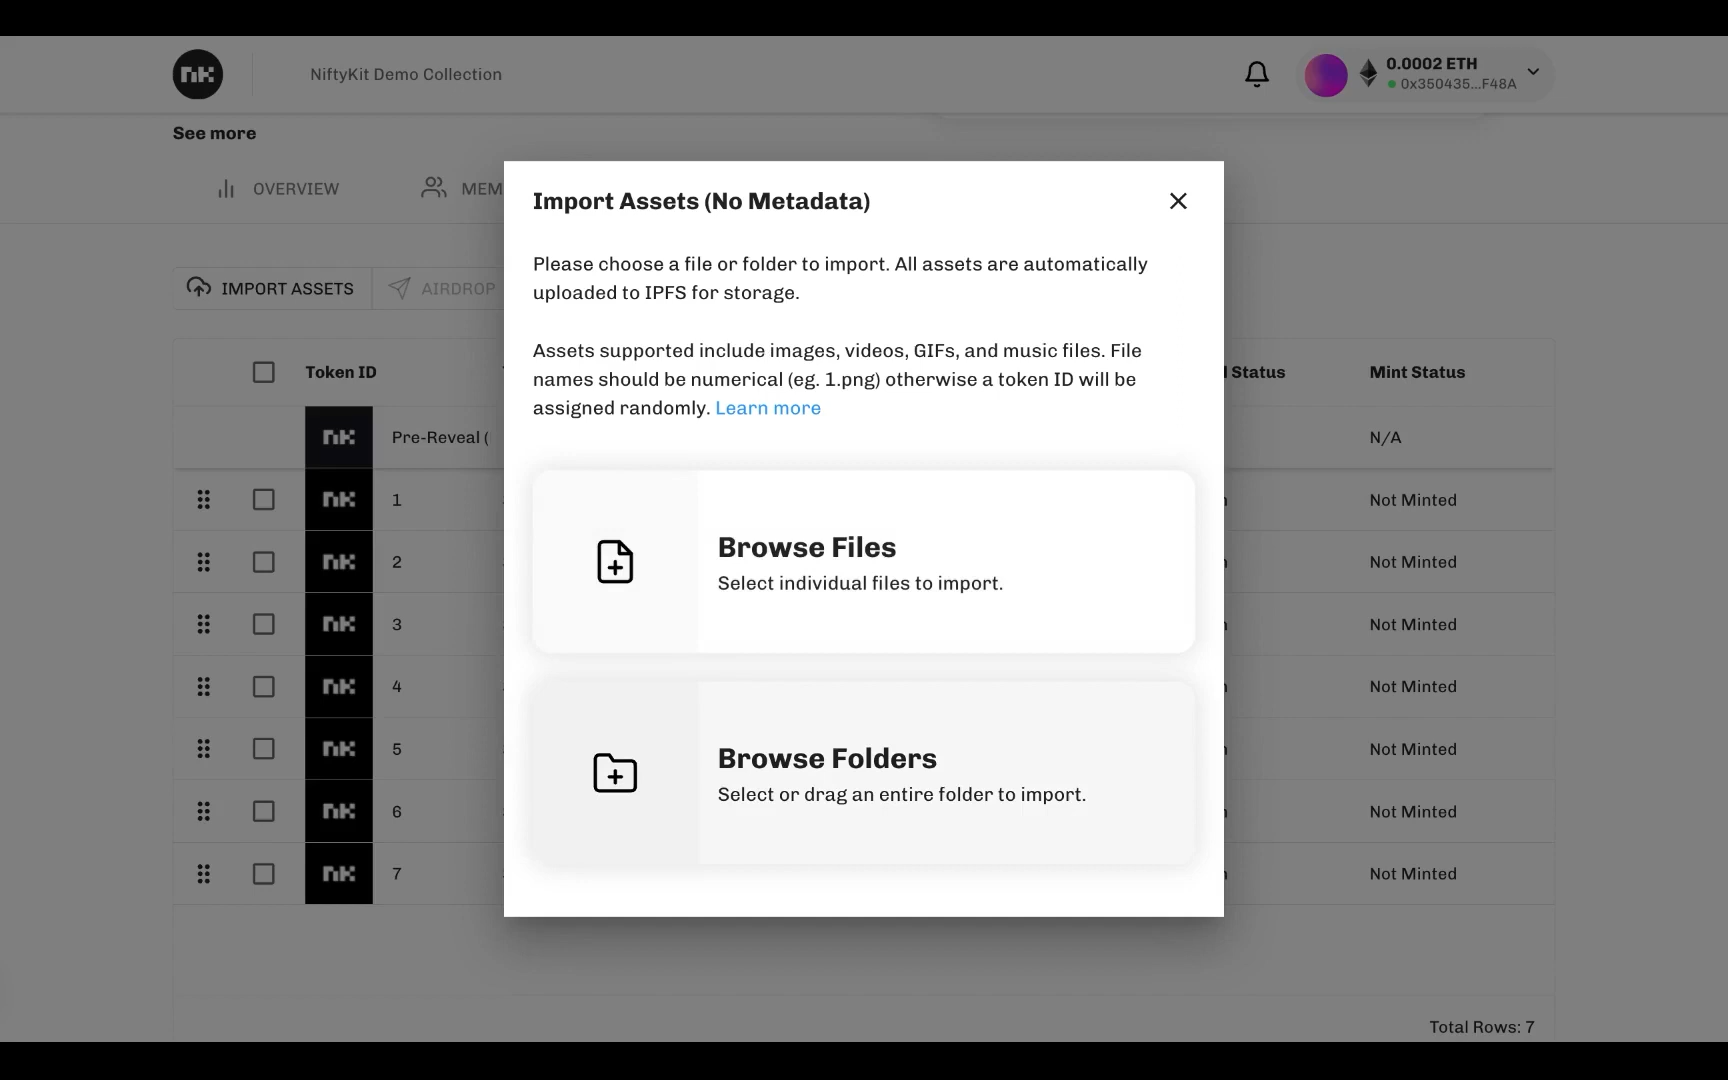 NiftyKit Demo Collection
0.0002 ETH
0x350435...F48A
See more
OVERVIEW
MEM
Import Assets (No Metadata)
Please choose a file or folder to import. All assets are automatically
uploaded to IPFS for storage.
Assets supported include images, videos, GIFs, and music files. File
names should be numerical (eg. 1.png) otherwise a token ID will be
assigned randomly. Learn more
IMPORT ASSETS
AIRDROP
Token ID
Status
Mint Status
Pre-Reveal (
N/A
1
Not Minted
2
Not Minted
3
Not Minted
4
Not Minted
5
Not Minted
6
Not Minted
7
Not Minted
Browse Files
Select individual files to import.
Browse Folders
Select or drag an entire folder to import.
Total Rows: 7